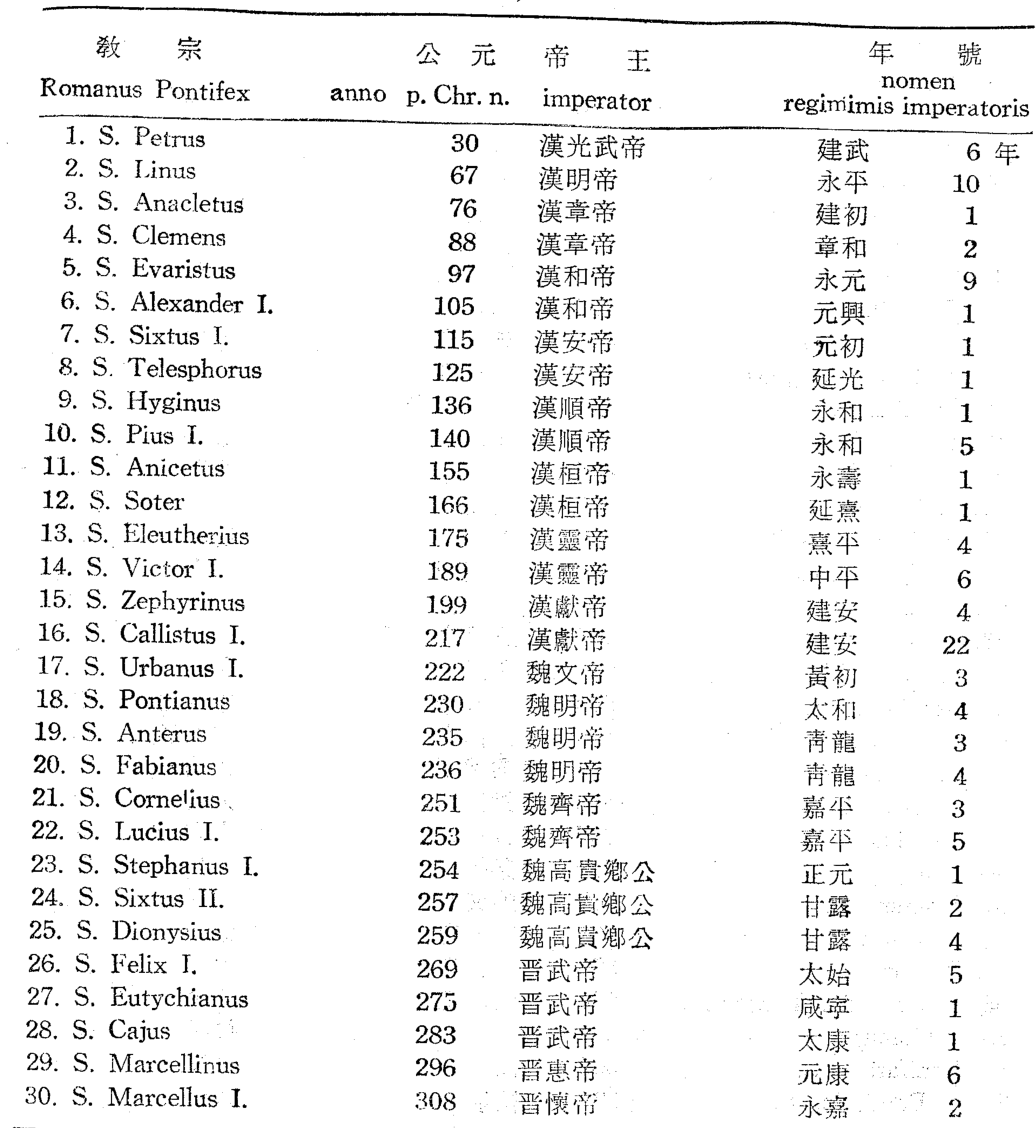 教 宗 公 元 帝 王 年 號
Romanus Pontifex anno p. Chr. n. imperator nomen regimimis imperatoris
1. S. Petrus 30 漢光武帝 建武 6 年
2. S. Linus 67 漢明帝 永平 10
3. S. Anacletus 76 漢章帝 建初 1
4. S. Clemens 88 漢章帝 章和 2
5. S. Evaristus 97 漢和帝 永元 9
6. S. Alexander I. 105 漢和帝 元興 1
7. S. Sixtus I. 115 漢安帝 元初 1
8. S. Telesphorus 125 漢安帝 延光 1
9. S. Hyginus 136 漢順帝 永和 1
10. S. Pius I. 140 漢順帝 永和 5
11. S. Anicetus 155 漢桓帝 永壽 1
12. S. Soter 166 漢桓帝 延熹 1
13. S. Eleutherius 175 漢靈帝 熹平 4
14. S. Victor I. 189 漢靈帝 中平 6
15. S. Zephyrinus 199 漢獻帝 建安 4
16. S. Callistus I. 217 漢獻帝 建安 22
17. S. Urbanus I. 222 魏文帝 黃初 3
18. S. Pontianus 230 魏明帝 太和 4
19. S. Anterus 235 魏明帝 靑龍 3
20. S. Fabianus 236 魏明帝 靑龍 4
21. S. Cornelius 251 魏齊帝 嘉平 3
22. S. Lucius I. 253 魏齊帝 嘉平 5
23. S. Stephanus I. 254 魏高貴鄉公 正元 1
24. S. Sixtus II. 257 魏高貴鄉公 甘露 2
25. S. Dionysius 259 魏高貴鄉公 甘露 4
26. S. Felix I. 269 晋武帝 太始 5
27. S. Eutychianus 275 晋武帝 咸寧 1
28. S. Cajus 283 晋武帝 太康 1
29. S. Marcellinus 296 晋惠帝 元康 6
30. S. Marcellus I. 308 晋懷帝 永嘉 2